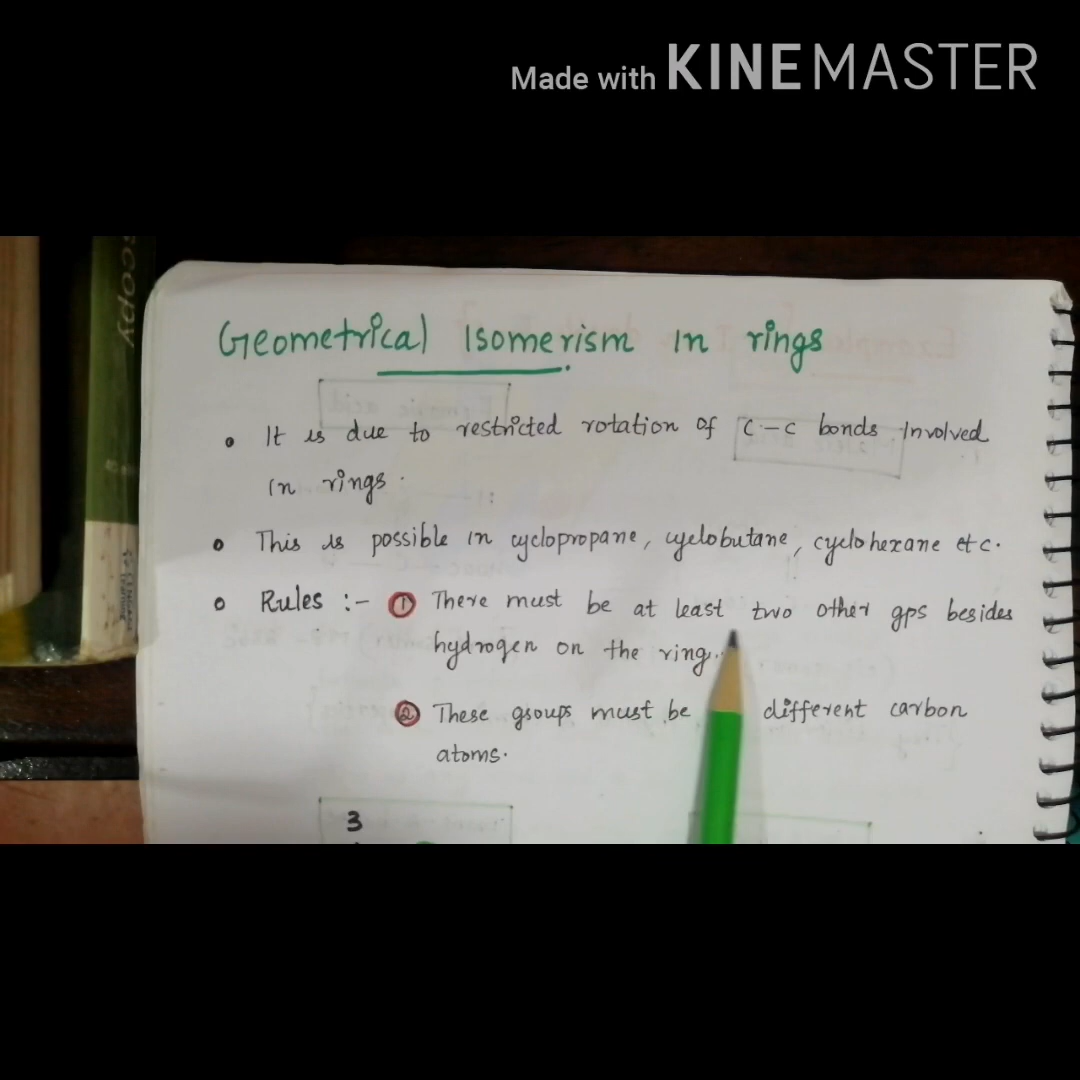 Made with KINEMASTER
ccopy
Geometrical Isomerism In rings
It is due to restricted rotation of C-C bonds Involved
In rings.
This is possible in cyclopropane, cyclobutane, cyclohexane etc.
Rules :- ① There must be at least two other gps besides
hydrogen on the ring.
② These gsoups must be different carbon
atoms.
3